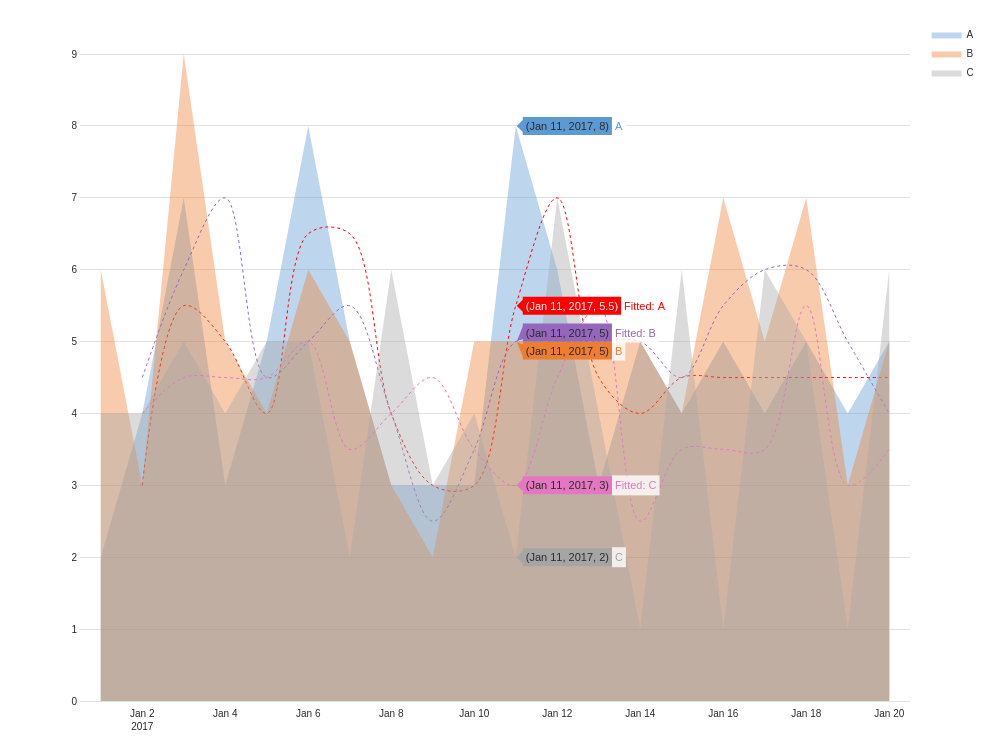 A
B
C
9
8
7
6
5
4
3
2
1
0
(Jan 11, 2017, 8) A
(Jan 11, 2017, 5.5) Fitted: A
(Jan 11, 2017, 5) Fitted: B
(Jan 11, 2017, 5) B
(Jan 11, 2017, 3) Fitted: C
(Jan 11, 2017, 2) C
Jan 2 Jan 4 Jan 6 Jan 8 Jan 10 Jan 12 Jan 14 Jan 16 Jan 18 Jan 20
2017